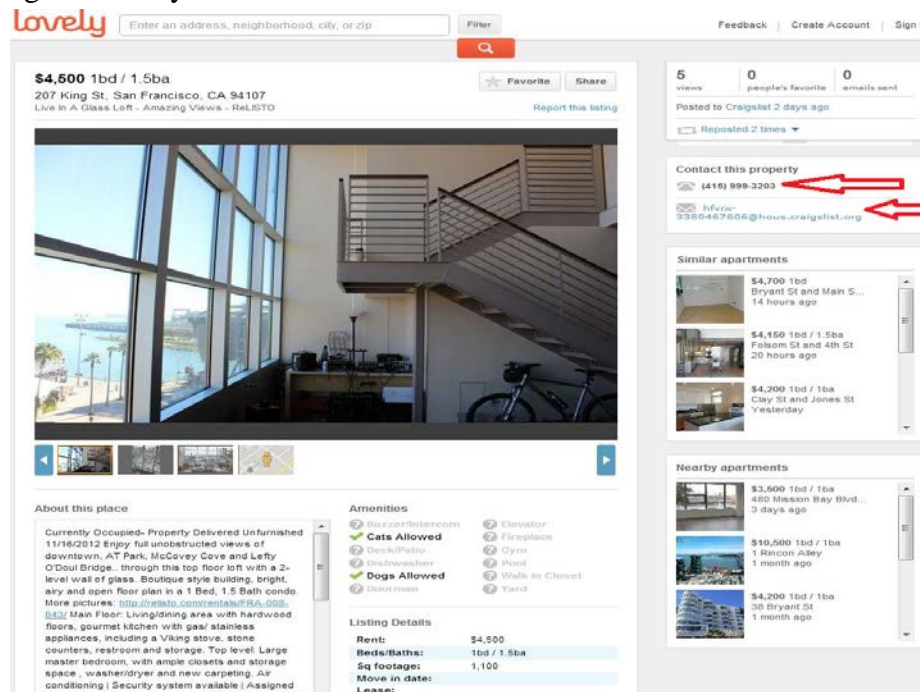 lovely
Enter an address, neighborhood, city, or zip
Filter
Feedback | Create Account | Sign
$4,500 1bd / 1.5ba
207 King St, San Francisco, CA 94107
Live In A Glass Loft - Amazing Views - ReLISTO
Favorite
Share
Report this listing
5
views
0
people's favorite
0
emails sent
Posted to Craigslist 2 days ago
Reposted 2 times
Contact this property
(415) 999-3203
3380467606@hous.craigslist.org
Similar apartments
$4,700 1bd
Bryant St and Main S...
14 hours ago
$4,150 1bd / 1.5ba
Folsom St and 4th St
20 hours ago
$4,200 1bd / 1ba
Clay St and Jones St
Yesterday
Nearby apartments
$3,600 1bd / 1ba
480 Mission Bay Blvd...
3 days ago
$10,500 1bd / 1ba
1 Rincon Alley
1 month ago
$4,200 1bd / 1ba
38 Bryant St
1 month ago
About this place
Currently Occupied- Property Delivered Unfurnished
11/16/2012 Enjoy full unobstructed views of
downtown, AT Park, McCovey Cove and Lefty
O'Doul Bridge.. through this top floor loft with a 2-
level wall of glass. Boutique style building, bright,
airy and open floor plan in a 1 Bed, 1.5 Bath condo.
More pictures: http://relisto.com/rentals/FRA-008-
043/ Main Floor: Living/dining area with hardwood
floors, gourmet kitchen with gas/ stainless
appliances, including a Viking stove, stone
counters, restroom and storage. Top level: Large
master bedroom, with ample closets and storage
space , washer/dryer and new carpeting. Air
conditioning | Security system available | Assigned
Amenities
Buzzer/Intercom
Cats Allowed
Deck/Patio
Dishwasher
Dogs Allowed
Doorman
Elevator
Fireplace
Gym
Pool
Walk in Closet
Yard
Listing Details
Rent: $4,500
Beds/Baths: 1bd / 1.5ba
Sq footage: 1,100
Move in date:
Lease: